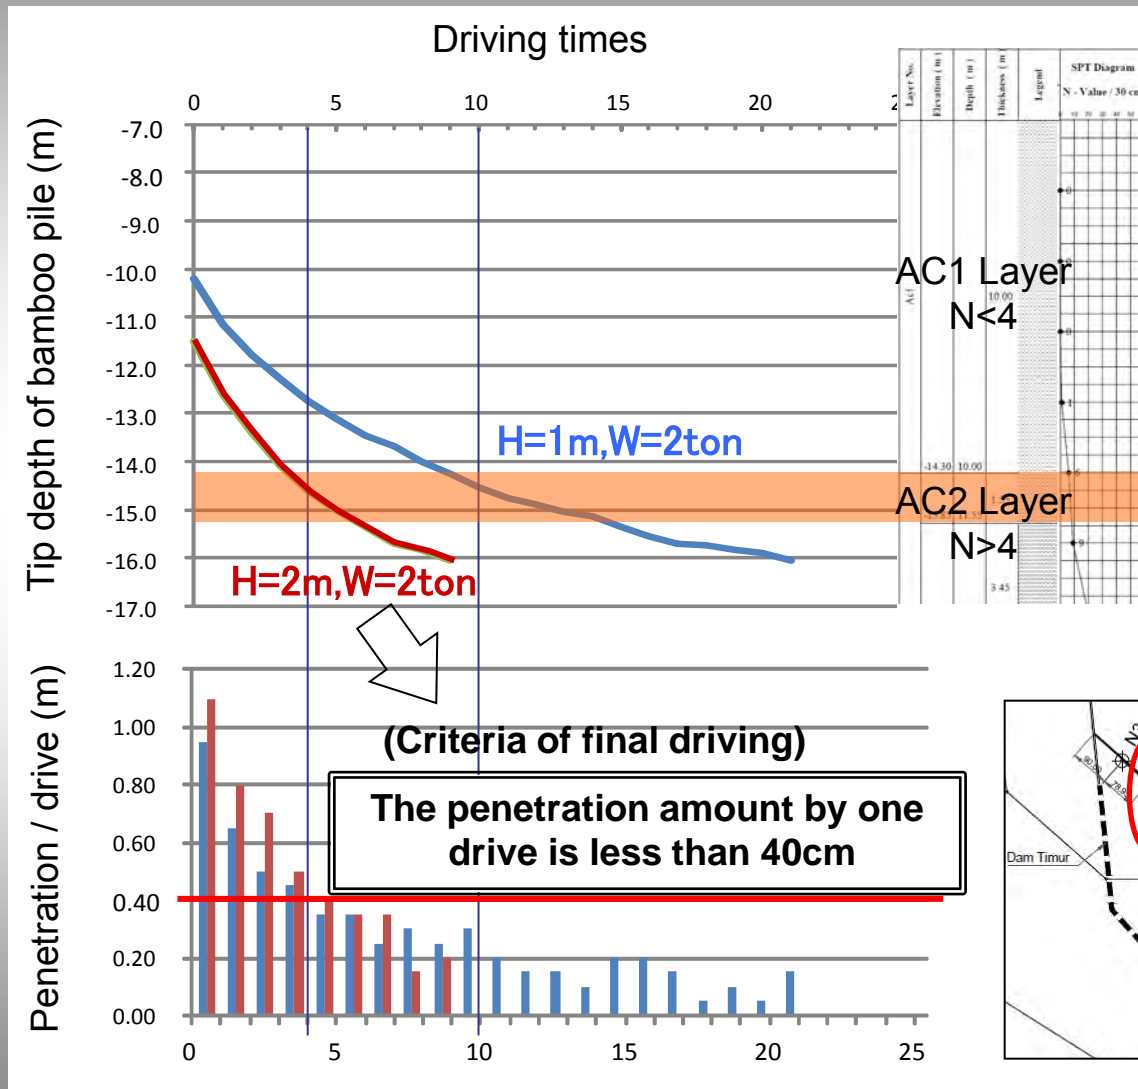 Driving times
0 5 10 15 20
Tip depth of bamboo pile (m)
-7.0
-8.0
-9.0
-10.0
-11.0
-12.0
-13.0
-14.0
-15.0
-16.0
-17.0
H=1m,W=2ton
H=2m,W=2ton
Layer No.
Elevation ( m )
Depth ( m )
Thickness ( m )
Legend
SPT Diagram
N - Value / 30 cm
AC1 Layer
N<4
10.00
-14.30 10.00
AC2 Layer
N>4
3.45
Penetration / drive (m)
1.20
1.00
0.80
0.60
0.40
0.20
0.00
0 5 10 15 20 25
(Criteria of final driving)
The penetration amount by one
drive is less than 40cm
Dam Timur